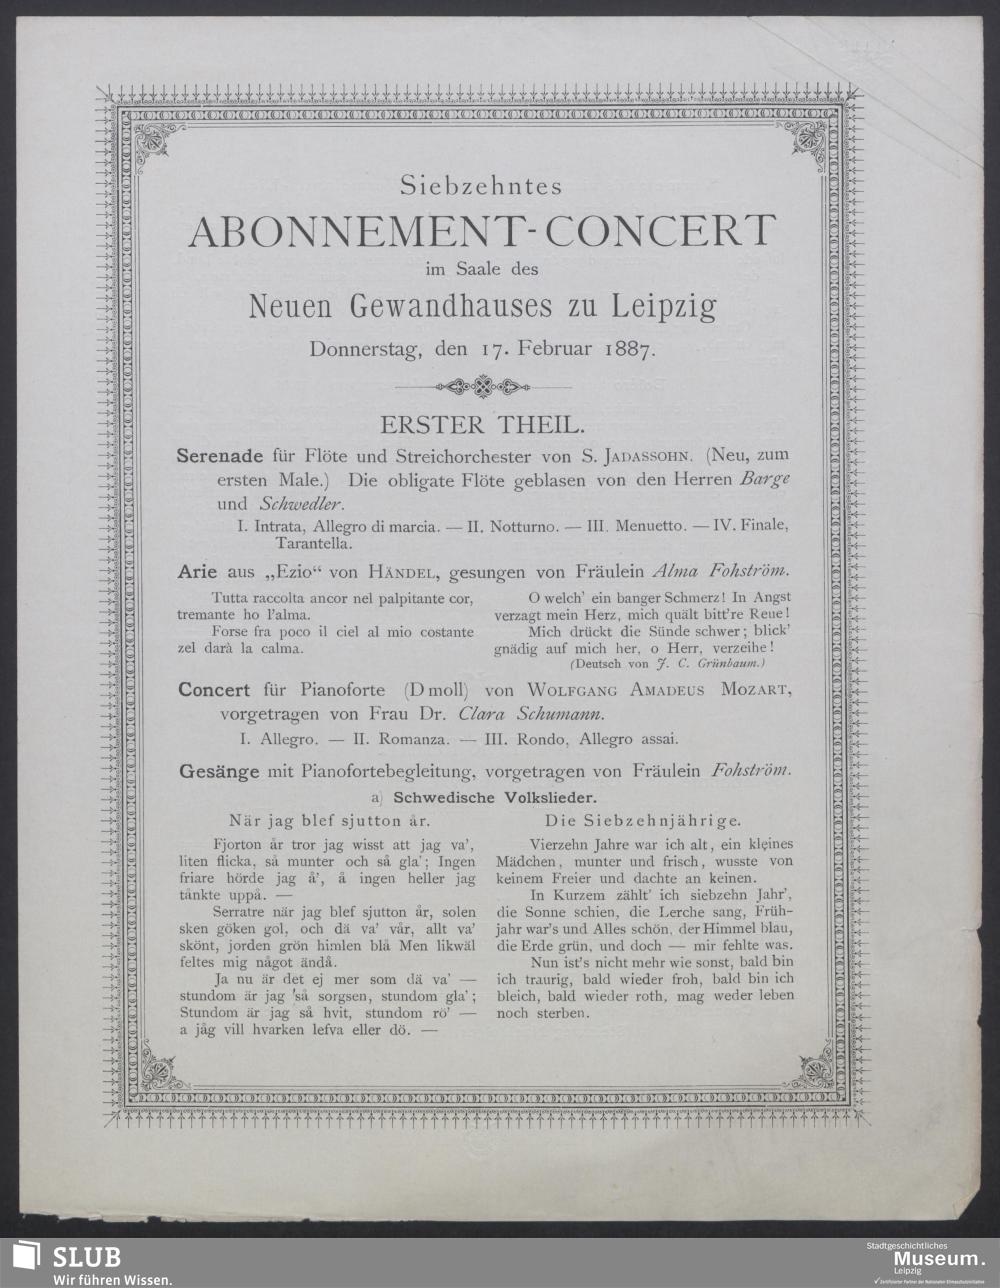 Siebzehntes
ABONNEMENT-CONCERT
im Saale des
Neuen Gewandhauses zu Leipzig
Donnerstag, den 17. Februar 1887.
ERSTER THEIL.
Serenade für Flöte und Streichorchester von S. JADASSOHN. (Neu, zum
ersten Male.) Die obligate Flöte geblasen von den Herren Barge
und Schwedler.
I. Intrata, Allegro di marcia. — II. Notturno. — III. Menuetto. — IV. Finale,
Tarantella.
Arie aus „Ezio“ von HÄNDEL, gesungen von Fräulein Alma Fohström.
Tutta raccolta ancor nel palpitante cor,
tremante ho l'alma.
Forse fra poco il ciel al mio costante
zel darà la calma.
O welch' ein banger Schmerz! In Angst
verzagt mein Herz, mich quält bitt're Reue!
Mich drückt die Sünde schwer; blick'
gnädig auf mich her, o Herr, verzeihe!
(Deutsch von J. C. Grünbaum.)
Concert für Pianoforte (D moll) von WOLFGANG AMADEUS MOZART,
vorgetragen von Frau Dr. Clara Schumann.
I. Allegro. — II. Romanza. — III. Rondo, Allegro assai.
Gesänge mit Pianofortebegleitung, vorgetragen von Fräulein Fohström.
a) Schwedische Volkslieder.
När jag blef sjutton år.
Fjorton år tror jag wisst att jag va',
liten flicka, så munter och så gla'; Ingen
friare hörde jag å', å ingen heller jag
tånkte uppå. —
Serratre när jag blef sjutton år, solen
sken göken gol, och dä va' vår, allt va'
skönt, jorden grön himlen blå Men likwäl
feltes mig något ändå.
Ja nu är det ej mer som dä va' —
stundom är jag 'så sorgsen, stundom gla';
Stundom är jag så hvit, stundom rö' —
a jåg vill hvarken lefva eller dö. —
Die Siebzehnjährige.
Vierzehn Jahre war ich alt, ein kleines
Mädchen, munter und frisch, wusste von
keinem Freier und dachte an keinen.
In Kurzem zählt' ich siebzehn Jahr',
die Sonne schien, die Lerche sang, Früh-
jahr war's und Alles schön, der Himmel blau,
die Erde grün, und doch — mir fehlte was.
Nun ist's nicht mehr wie sonst, bald bin
ich traurig, bald wieder froh, bald bin ich
bleich, bald wieder roth, mag weder leben
noch sterben.
SLUB
Wir führen Wissen.
Stadtgeschichtliches
Museum.
Leipzig
Zertifizierter Partner der Nationalen Klimaschutzinitiative